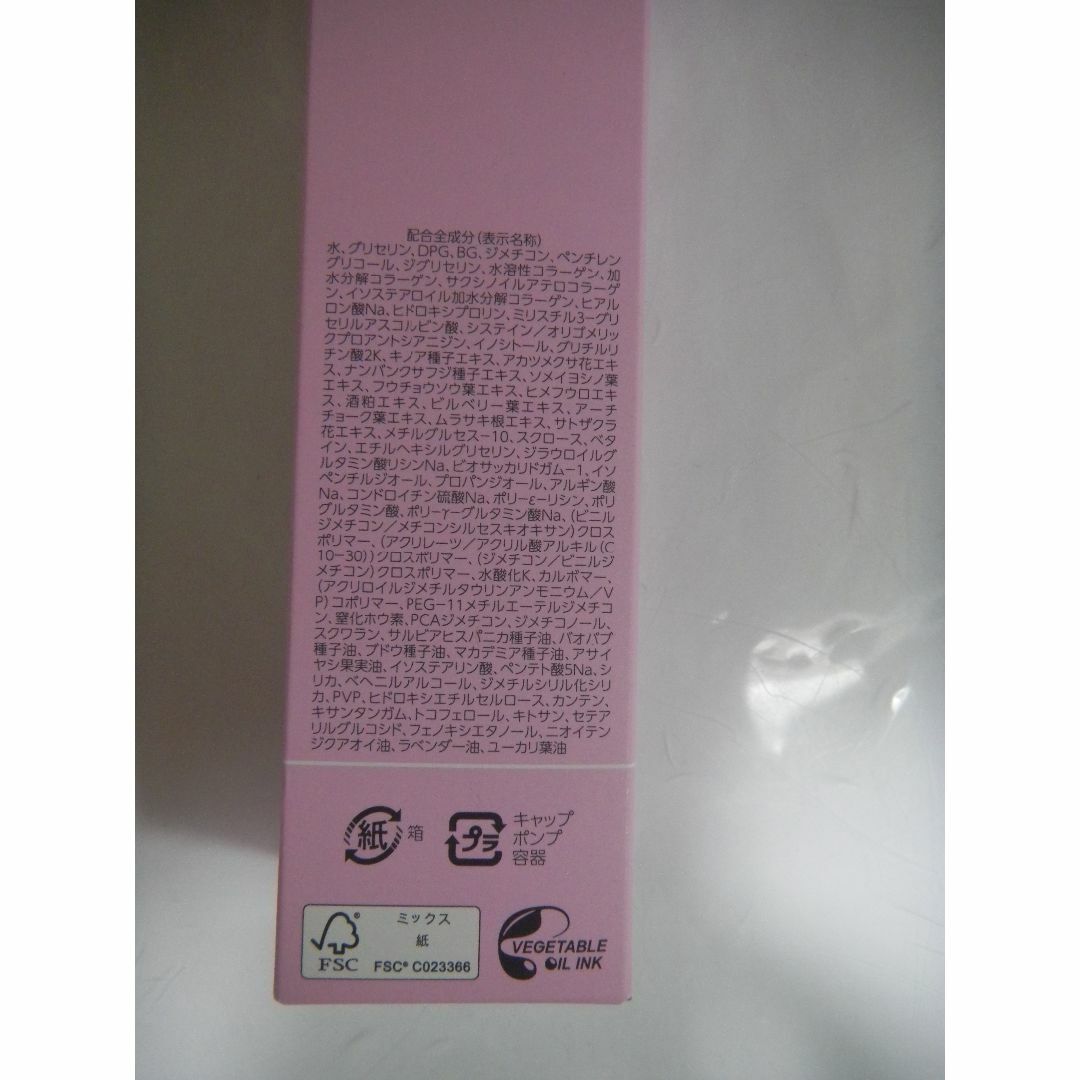 配合全成分(表示名称)
水、グリセリン、DPG、BG、ジメチコン、ペンチレン
グリコール、ジグリセリン、水溶性コラーゲン、加
水分解コラーゲン、サクシノイルアテロコラーゲ
ン、イソステアロイル加水分解コラーゲン、ヒアル
ロン酸Na、ヒドロキシプロリン、ミリスチル3-グリ
セリルアスコルビン酸、システイン/オリゴメリッ
クプロアントシアニジン、イノシトール、グリチルリ
チン酸2K、キノア種子エキス、アカツメクサ花エキ
ス、ナンバンクサフジ種子エキス、ソメイヨシノ葉
エキス、フウチョウソウ葉エキス、ヒメフウロエキ
ス、酒粕エキス、ビルベリー葉エキス、アーチ
チョーク葉エキス、ムラサキ根エキス、サトザクラ
花エキス、メチルグルセス-10、スクロース、ベタ
イン、エチルヘキシルグリセリン、ジラウロイルグ
ルタミン酸リシンNa、ビオサッカリドガム-1、イソ
ペンチルジオール、プロパンジオール、アルギン酸
Na、コンドロイチン硫酸Na、ポリ-ε-リシン、ポリ
グルタミン酸、ポリ-γ-グルタミン酸Na、(ビニル
ジメチコン/メチコンシルセスキオキサン)クロス
ポリマー、(アクリレーツ/アクリル酸アルキル(C
10-30))クロスポリマー、(ジメチコン/ビニルジ
メチコン)クロスポリマー、水酸化K、カルボマー、
(アクリロイルジメチルタウリンアンモニウム/V
P)コポリマー、PEG-11メチルエーテルジメチコ
ン、窒化ホウ素、PCAジメチコン、ジメチコノール、
スクワラン、サルビアヒスパニカ種子油、バオバブ
種子油、ブドウ種子油、マカデミア種子油、アサイ
ヤシ果実油、イソステアリン酸、ペンテト酸5Na、シ
リカ、ベヘニルアルコール、ジメチルシリル化シリ
カ、PVP、ヒドロキシエチルセルロース、カンテン、
キサンタンガム、トコフェロール、キトサン、セテア
リルグルコシド、フェノキシエタノール、ニオイテン
ジクアオイ油、ラベンダー油、ユーカリ葉油
紙 箱
プラ
キャップ
ポンプ
容器
FSC
ミックス
紙
FSC® C023366
VEGETABLE
OIL INK